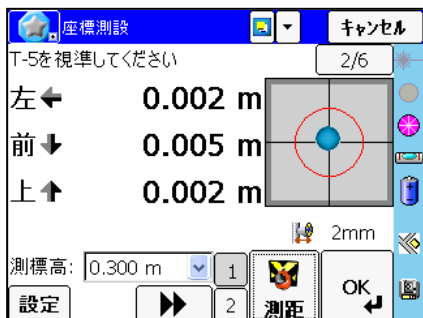 座標測設
キャンセル
T-5を視準してください
2/6
左← 0.002 m
前↓ 0.005 m
上↑ 0.002 m
2mm
測標高: 0.300 m
1
2
測距
OK
設定